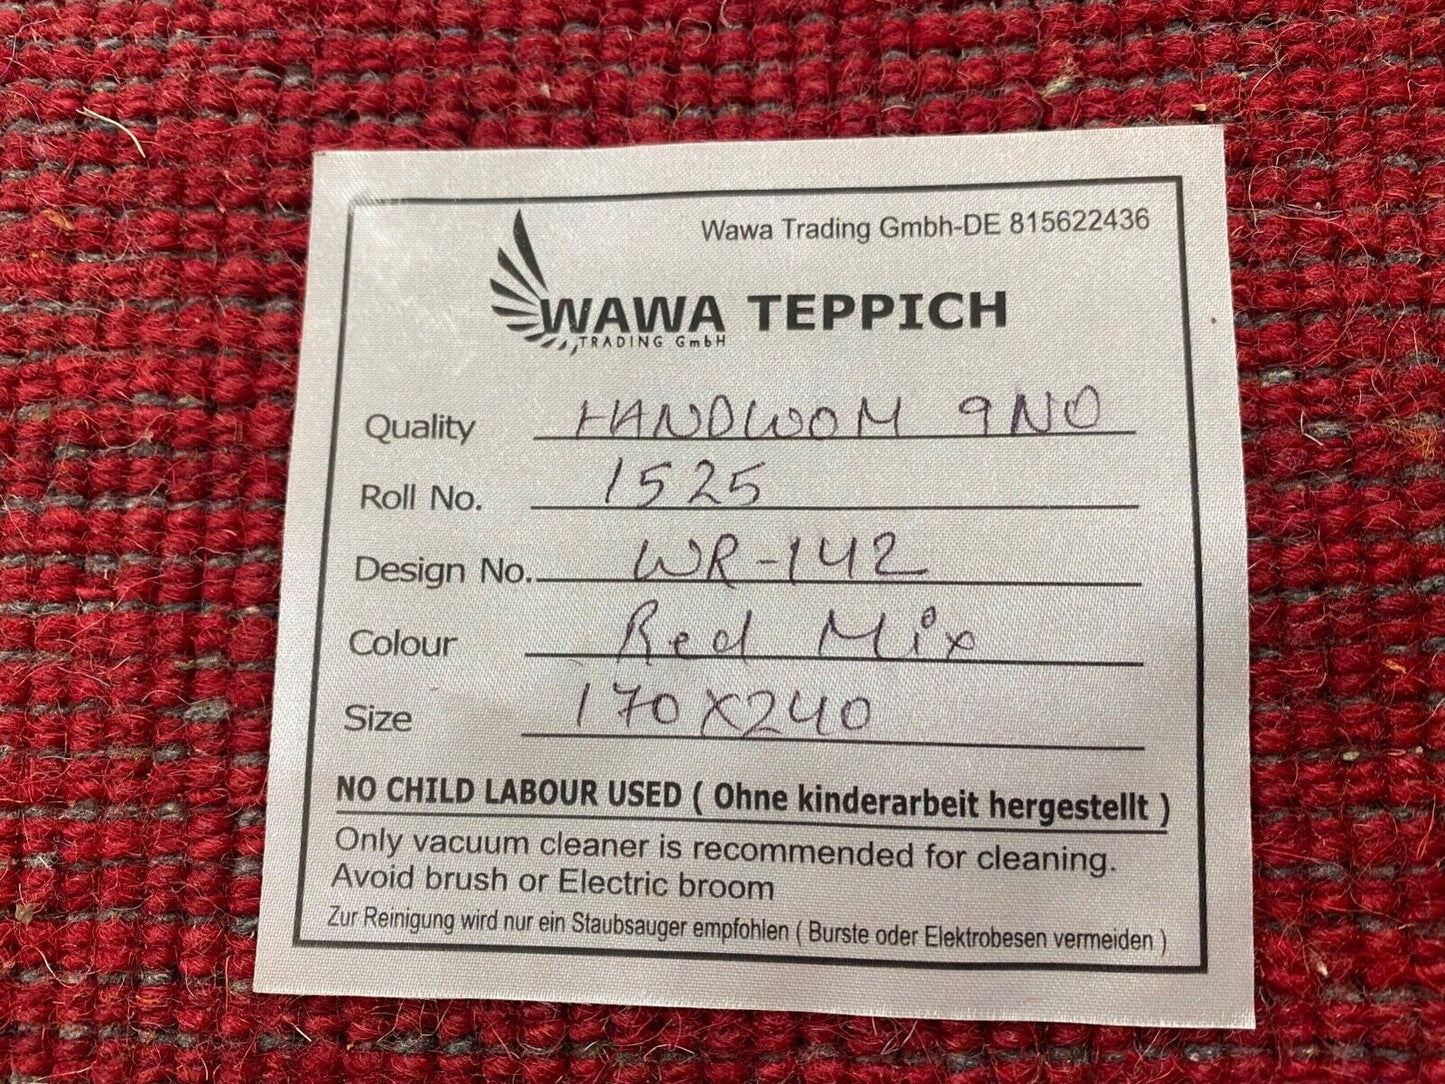 Wawa Trading Gmbh-DE 815622436
WAWA TEPPICH
TRADING GmbH
Quality HANDWOM 9NO
Roll No. 1525
Design No. WR-142
Colour Red Mix
Size 170X240
NO CHILD LABOUR USED ( Ohne kinderarbeit hergestellt )
Only vacuum cleaner is recommended for cleaning.
Avoid brush or Electric broom
Zur Reinigung wird nur ein Staubsauger empfohlen ( Burste oder Elektrobesen vermeiden )